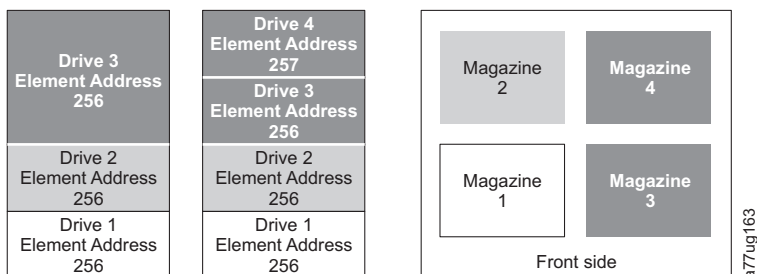 Drive 3
Element Address
256
Drive 2
Element Address
256
Drive 1
Element Address
256
Drive 4
Element Address
257
Drive 3
Element Address
256
Drive 2
Element Address
256
Drive 1
Element Address
256
Magazine
2
Magazine
4
Magazine
1
Magazine
3
Front side
a77ug163